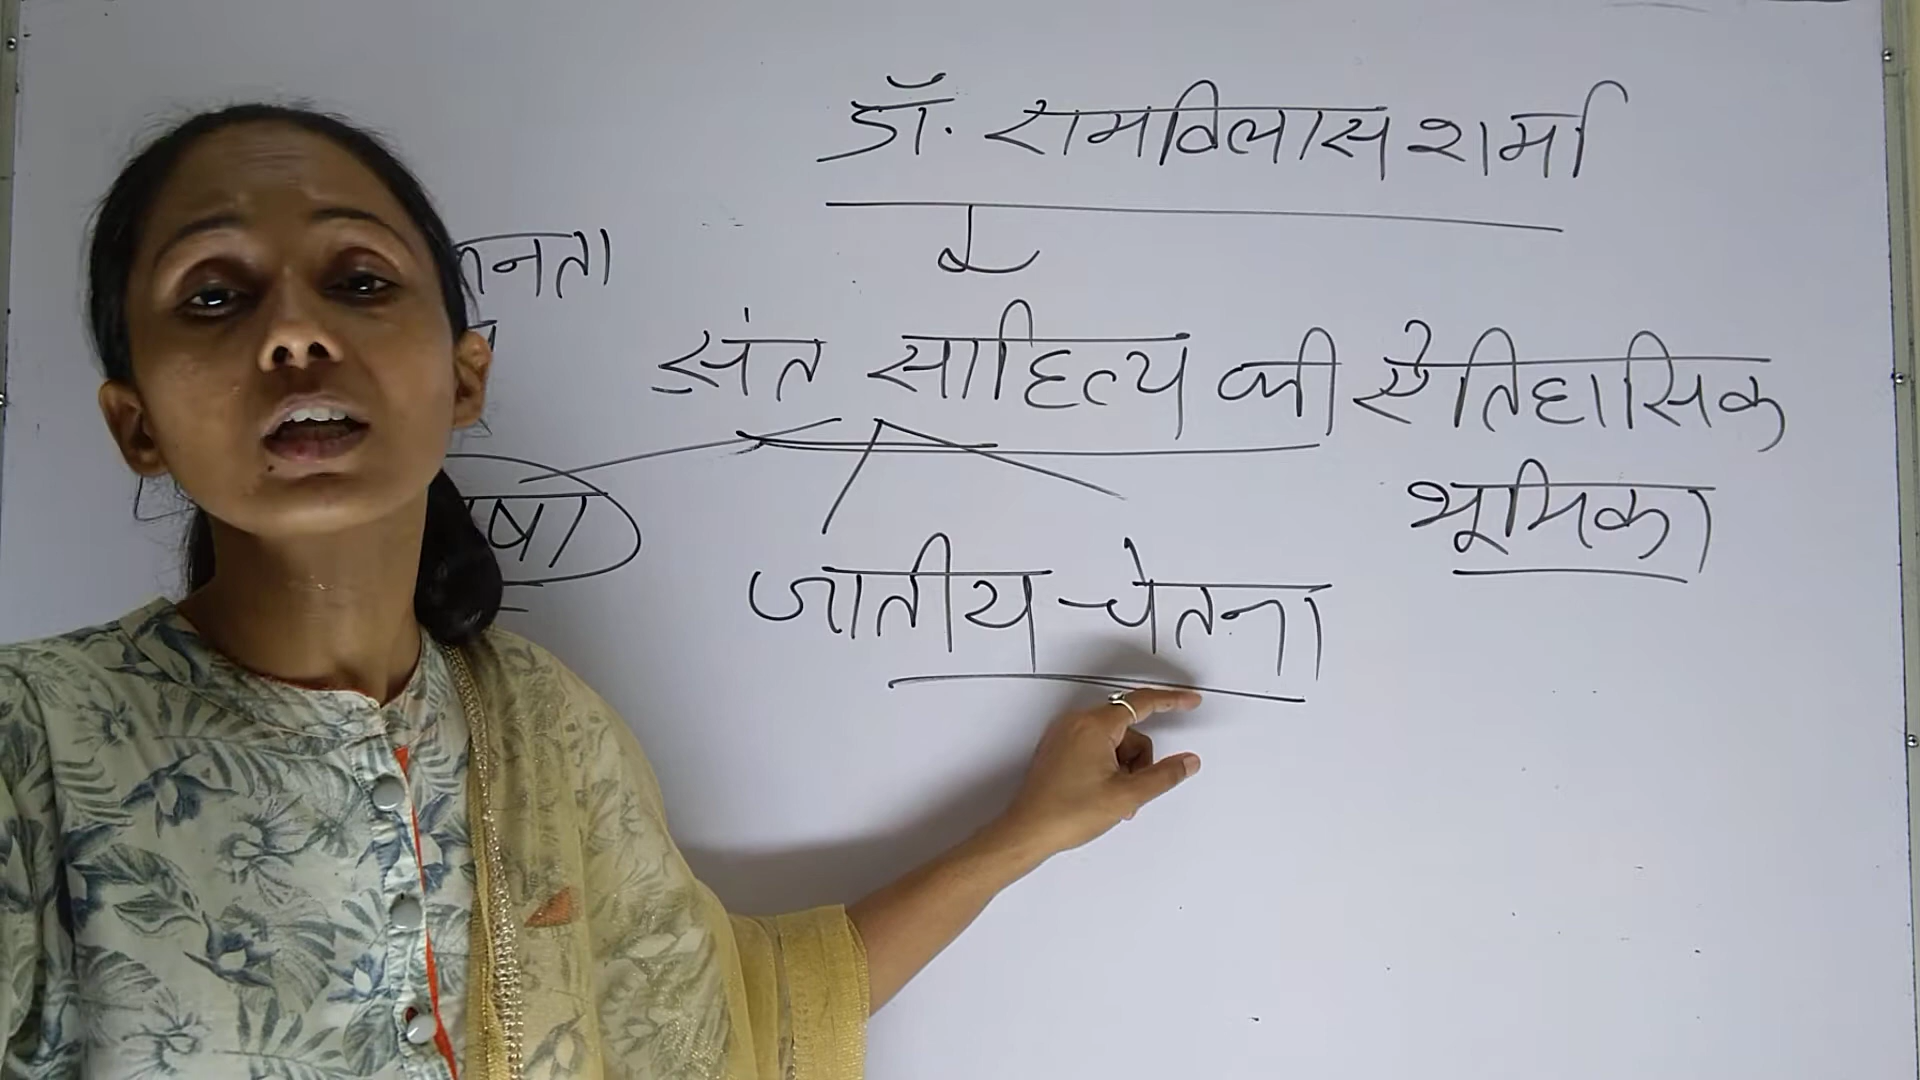 डॉ. रामविलास शर्मा
संत साहित्य की ऐतिहासिक
भूमिका
जातीय चेतना